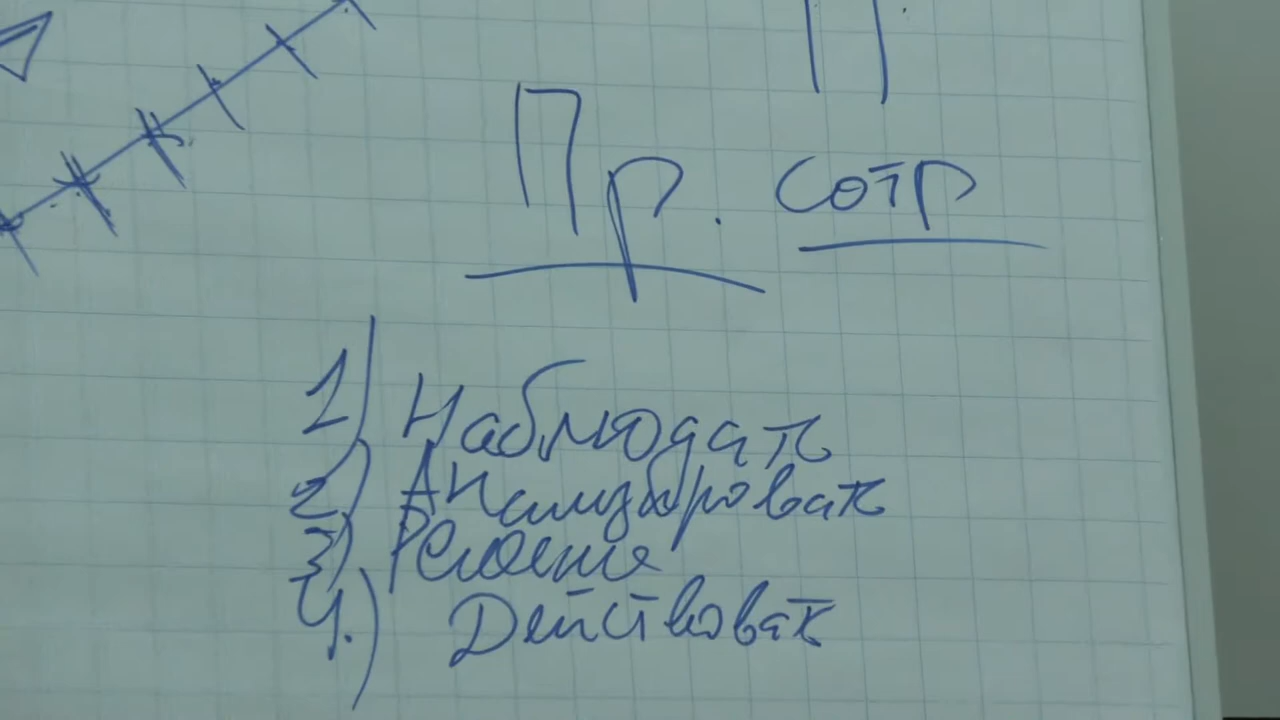 Пр. сотр
1) Наблюдать
2) Анализировать
3) Решение
4.) Действовать